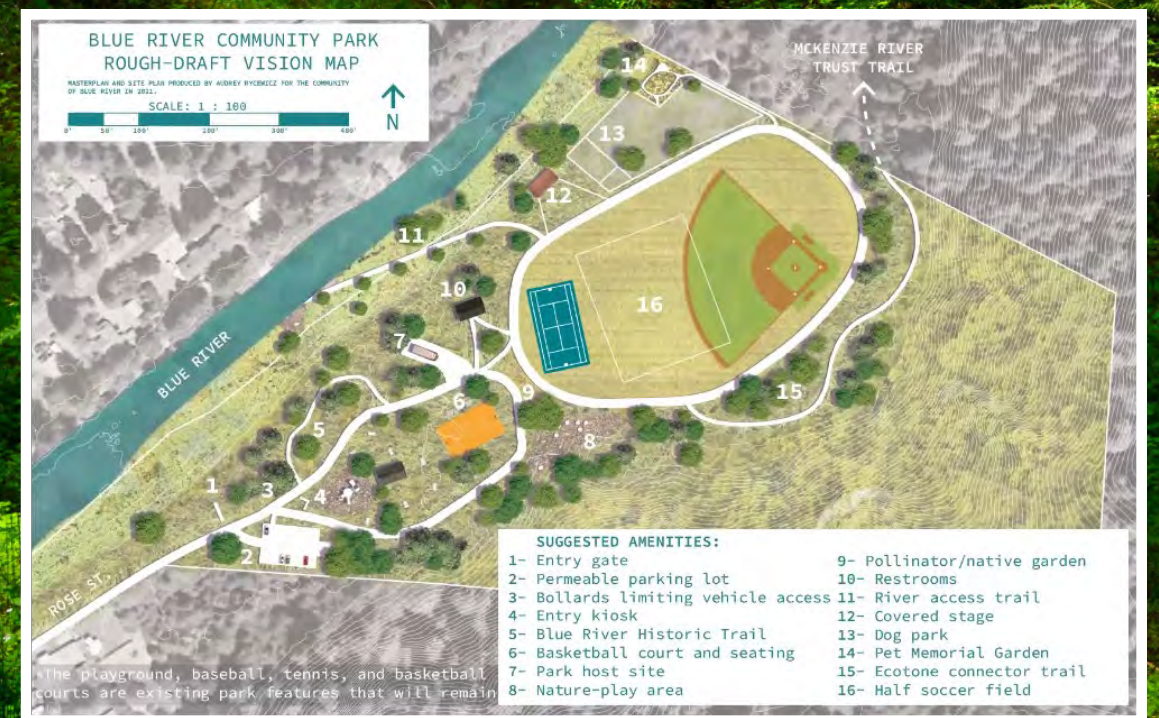 BLUE RIVER COMMUNITY PARK
ROUGH-DRAFT VISION MAP
MASTERPLAN AND SITE PLAN PRODUCED BY AUDREY RYCEWICZ FOR THE COMMUNITY
OF BLUE RIVER IN 2021.
SCALE: 1 : 100
0' 50' 100' 200' 300' 400'
N
MCKENZIE RIVER
TRUST TRAIL
14
13
12
11
16
10
7
BLUE RIVER
15
9
6
8
5
4
3
1
2
ROSE ST.
SUGGESTED AMENITIES:
1- Entry gate
2- Permeable parking lot
3- Bollards limiting vehicle access
4- Entry kiosk
5- Blue River Historic Trail
6- Basketball court and seating
7- Park host site
8- Nature-play area
9- Pollinator/native garden
10- Restrooms
11- River access trail
12- Covered stage
13- Dog park
14- Pet Memorial Garden
15- Ecotone connector trail
16- Half soccer field
*The playground, baseball, tennis, and basketball
courts are existing park features that will remain